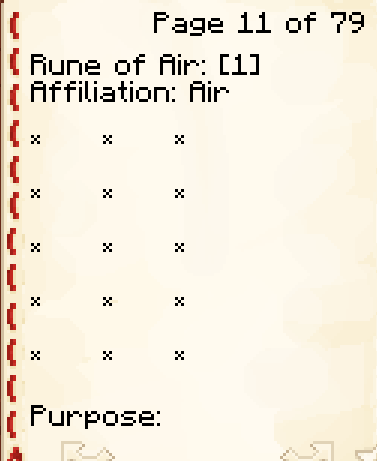 Page 11 of 79
Rune of Air: [1]
Affiliation: Air
× × ×
× × ×
× × ×
× × ×
× × ×
Purpose: